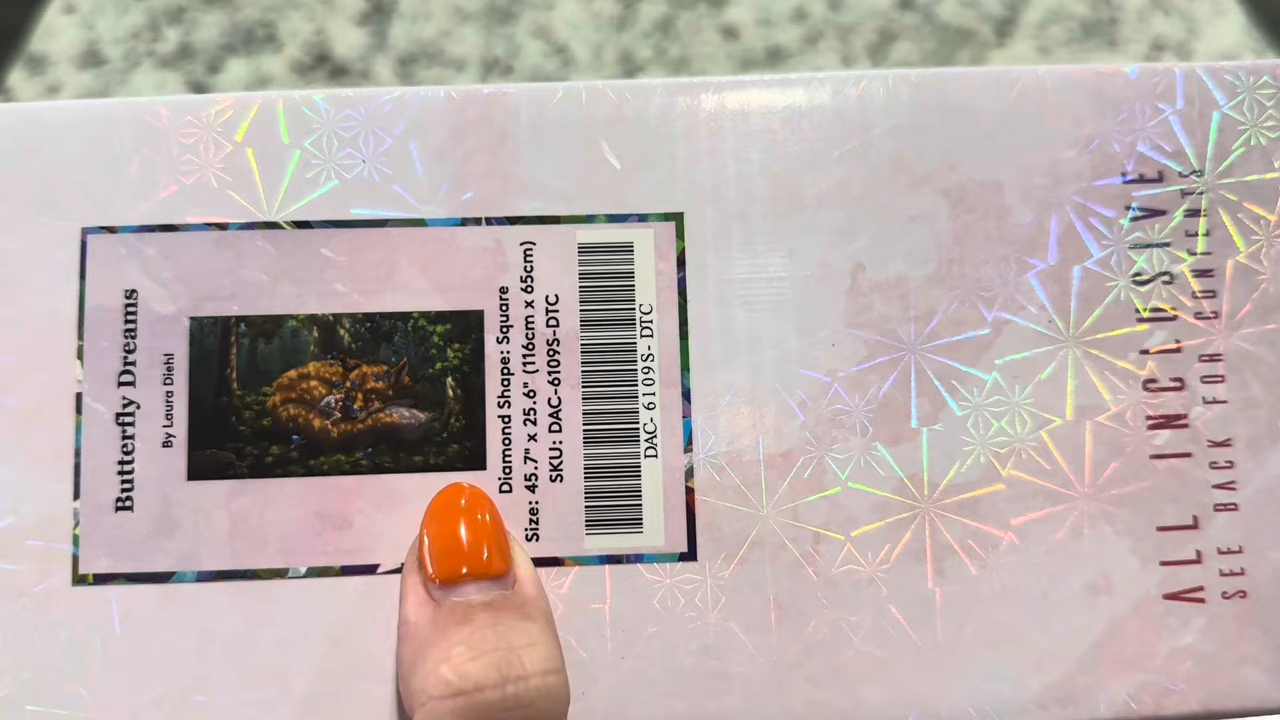 Butterfly Dreams
By Laura Diehl
Diamond Shape: Square
Size: 45.7" x 25.6" (116cm x 65cm)
SKU: DAC-6109S-DTC
DAC- 6109S- DTC
ALL INCLUSIVE
SEE BACK FOR CONTENTS